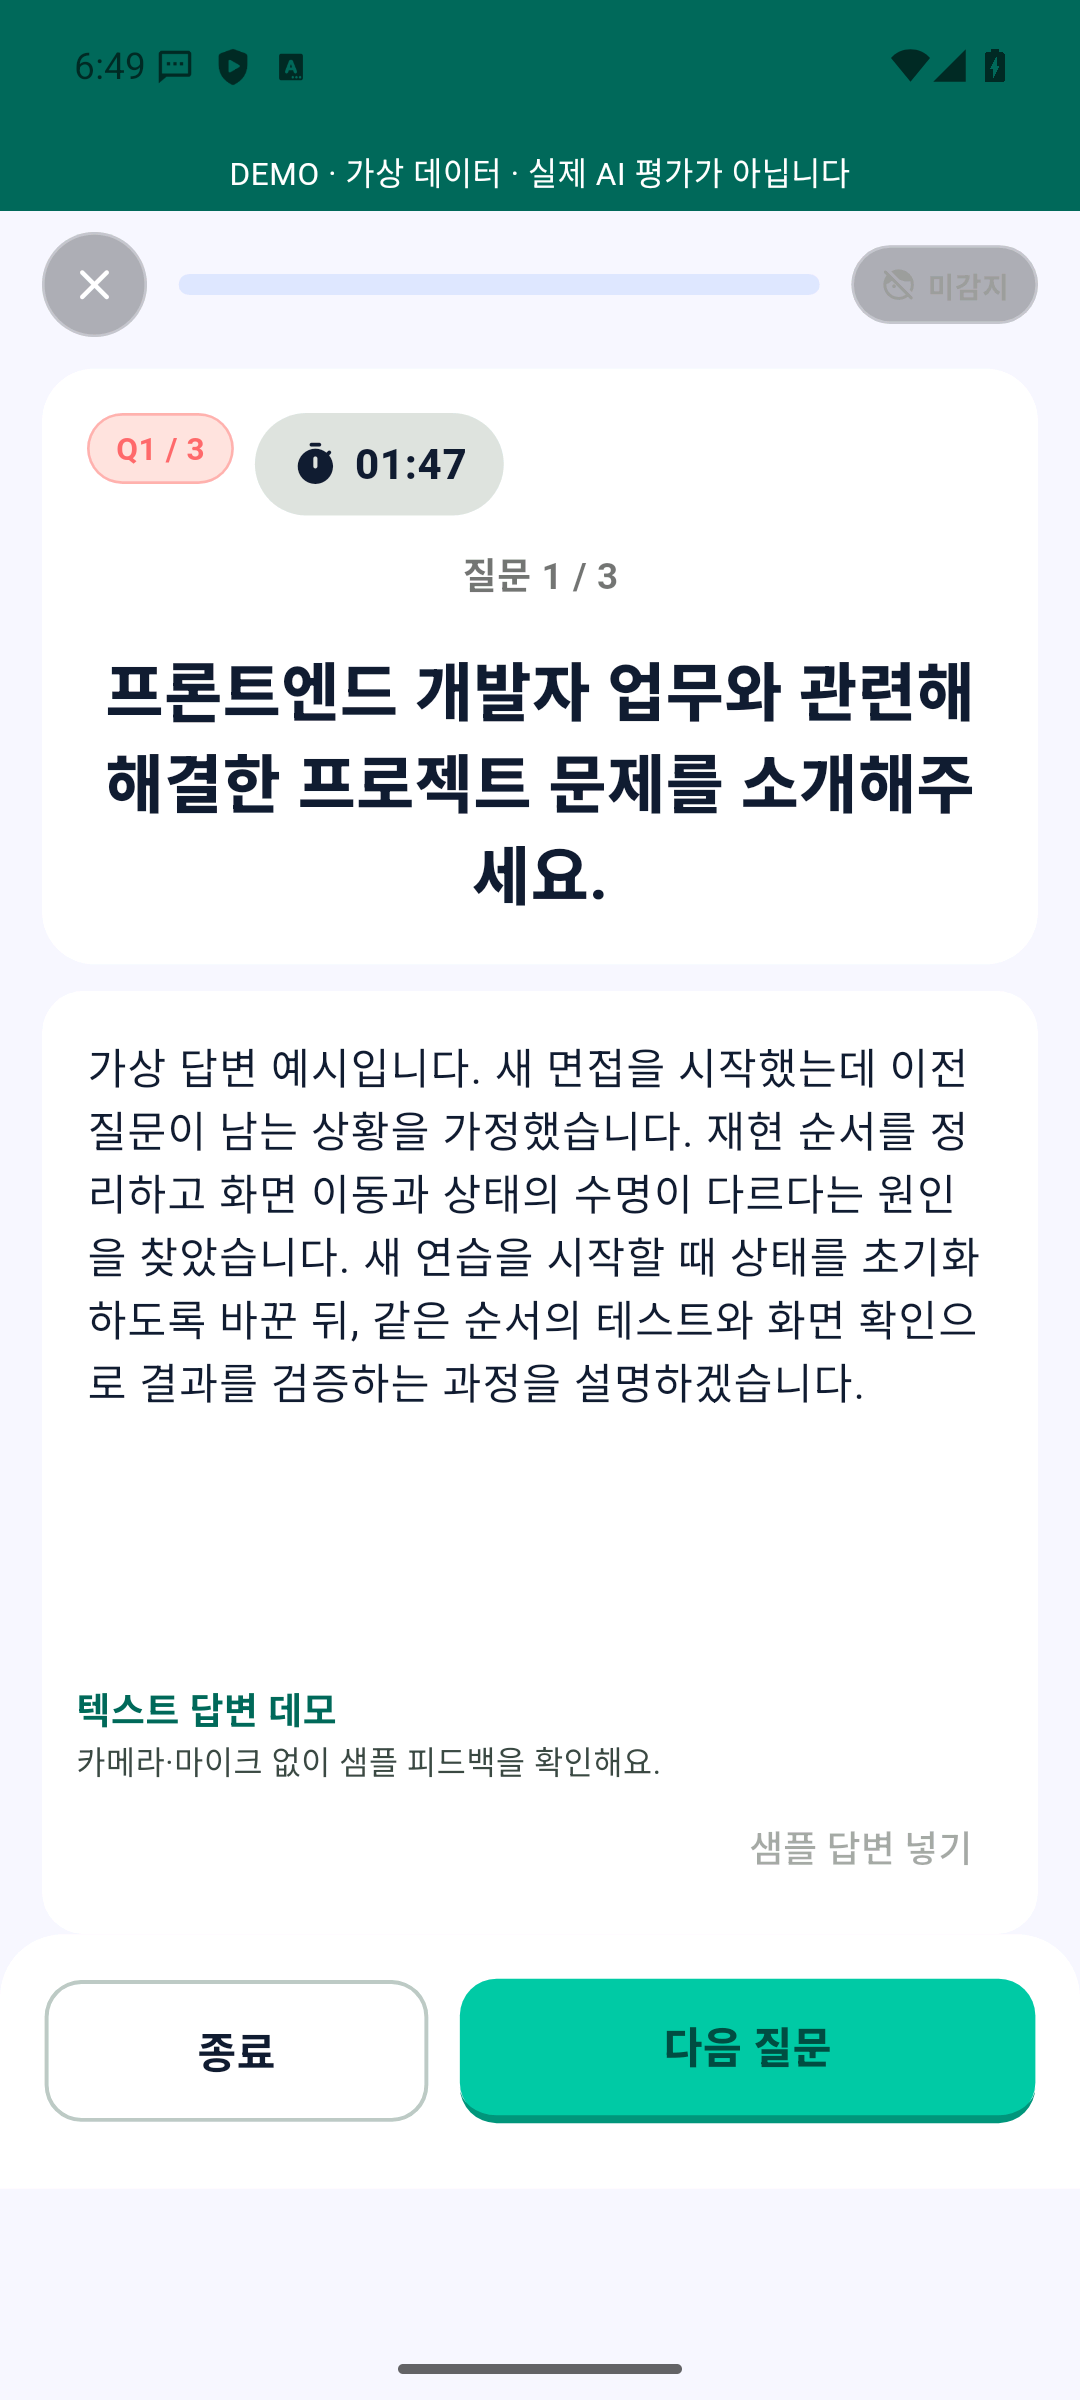 6:49
DEMO · 가상 데이터 · 실제 AI 평가가 아닙니다
미감지
Q1 / 3
01:47
질문 1 / 3
프론트엔드 개발자 업무와 관련해
해결한 프로젝트 문제를 소개해주
세요.
가상 답변 예시입니다. 새 면접을 시작했는데 이전
질문이 남는 상황을 가정했습니다. 재현 순서를 정
리하고 화면 이동과 상태의 수명이 다르다는 원인
을 찾았습니다. 새 연습을 시작할 때 상태를 초기화
하도록 바꾼 뒤, 같은 순서의 테스트와 화면 확인으
로 결과를 검증하는 과정을 설명하겠습니다.
텍스트 답변 데모
카메라·마이크 없이 샘플 피드백을 확인해요.
샘플 답변 넣기
종료
다음 질문